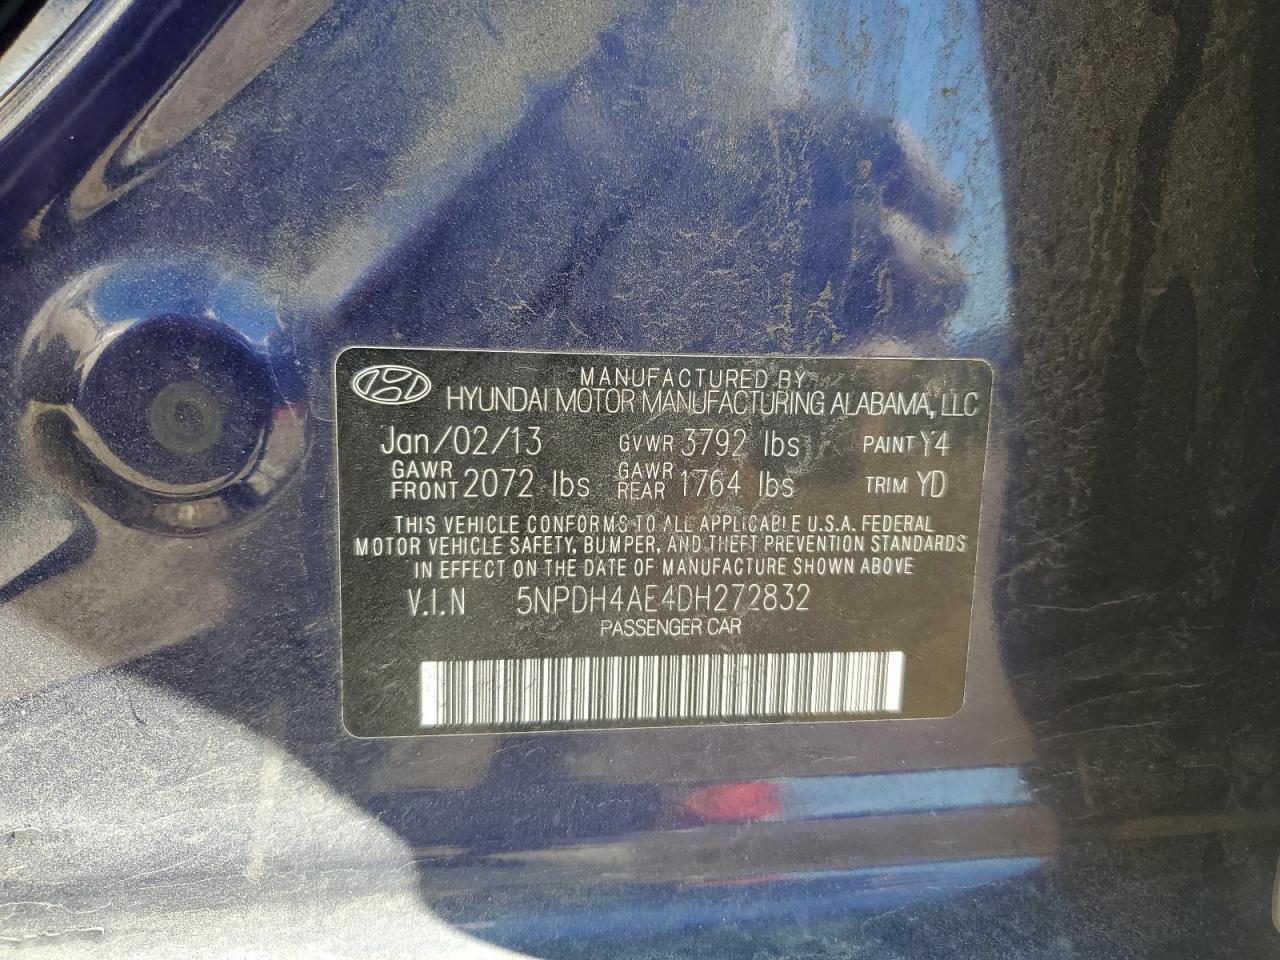 MANUFACTURED BY
HYUNDAI MOTOR MANUFACTURING ALABAMA, LLC
Jan/02/13 GVWR 3792 lbs PAINT Y4
GAWR FRONT 2072 lbs GAWR REAR 1764 lbs TRIM YD
THIS VEHICLE CONFORMS TO ALL APPLICABLE U.S.A. FEDERAL
MOTOR VEHICLE SAFETY, BUMPER, AND THEFT PREVENTION STANDARDS
IN EFFECT ON THE DATE OF MANUFACTURE SHOWN ABOVE
V.I.N 5NPDH4AE4DH272832
PASSENGER CAR